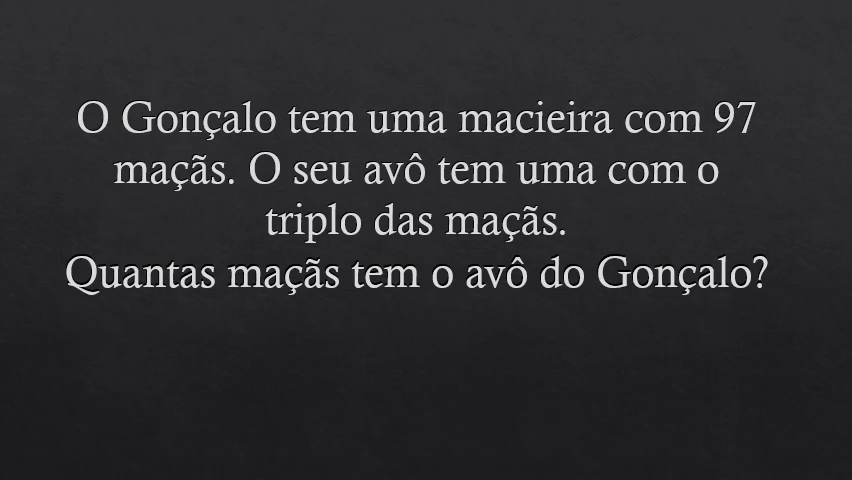 O Gonçalo tem uma macieira com 97
maçãs. O seu avô tem uma com o
triplo das maçãs.
Quantas maçãs tem o avô do Gonçalo?